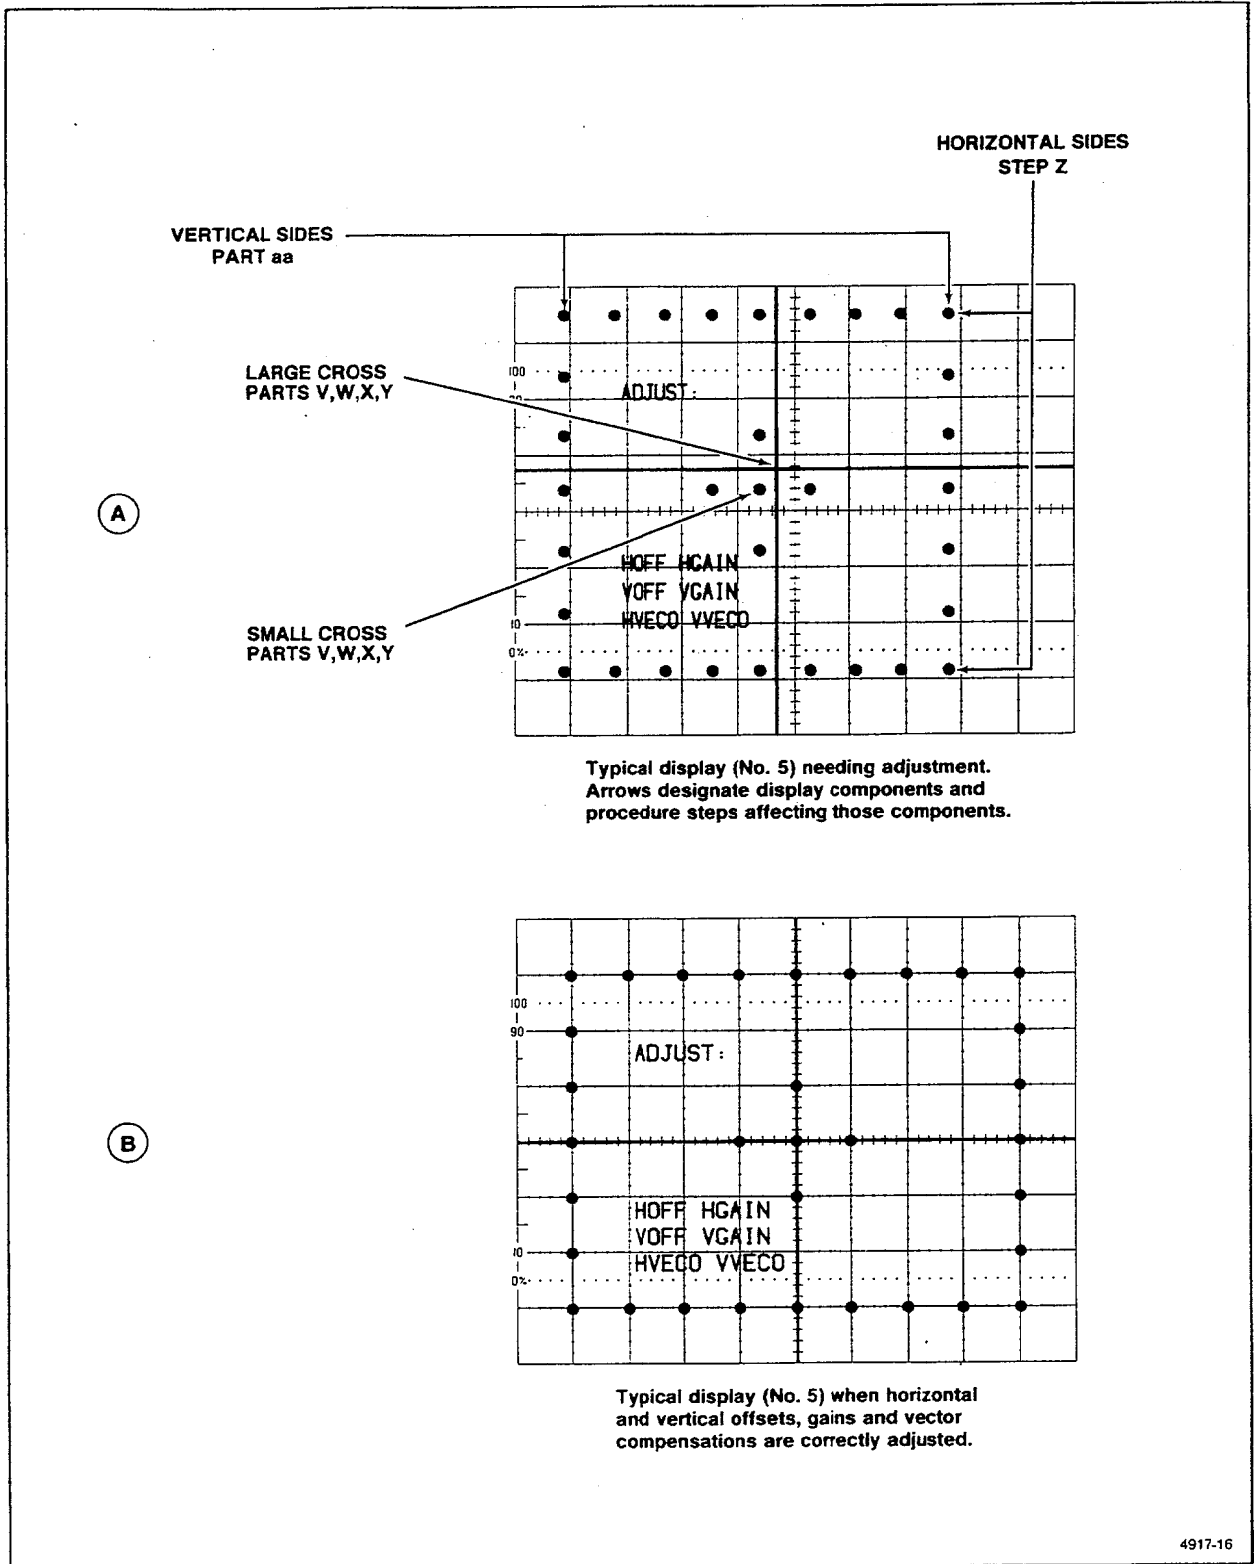 HORIZONTAL SIDES
STEP Z
VERTICAL SIDES
PART aa
LARGE CROSS
PARTS V,W,X,Y
100
ADJUST:
A
HOFF HGAIN
VOFF VGAIN
HVECO VVECO
SMALL CROSS
PARTS V,W,X,Y
10
0%
Typical display (No. 5) needing adjustment.
Arrows designate display components and
procedure steps affecting those components.
100
90
ADJUST:
B
HOFF HGAIN
VOFF VGAIN
HVECO VVECO
10
0%
Typical display (No. 5) when horizontal
and vertical offsets, gains and vector
compensations are correctly adjusted.
4917-16